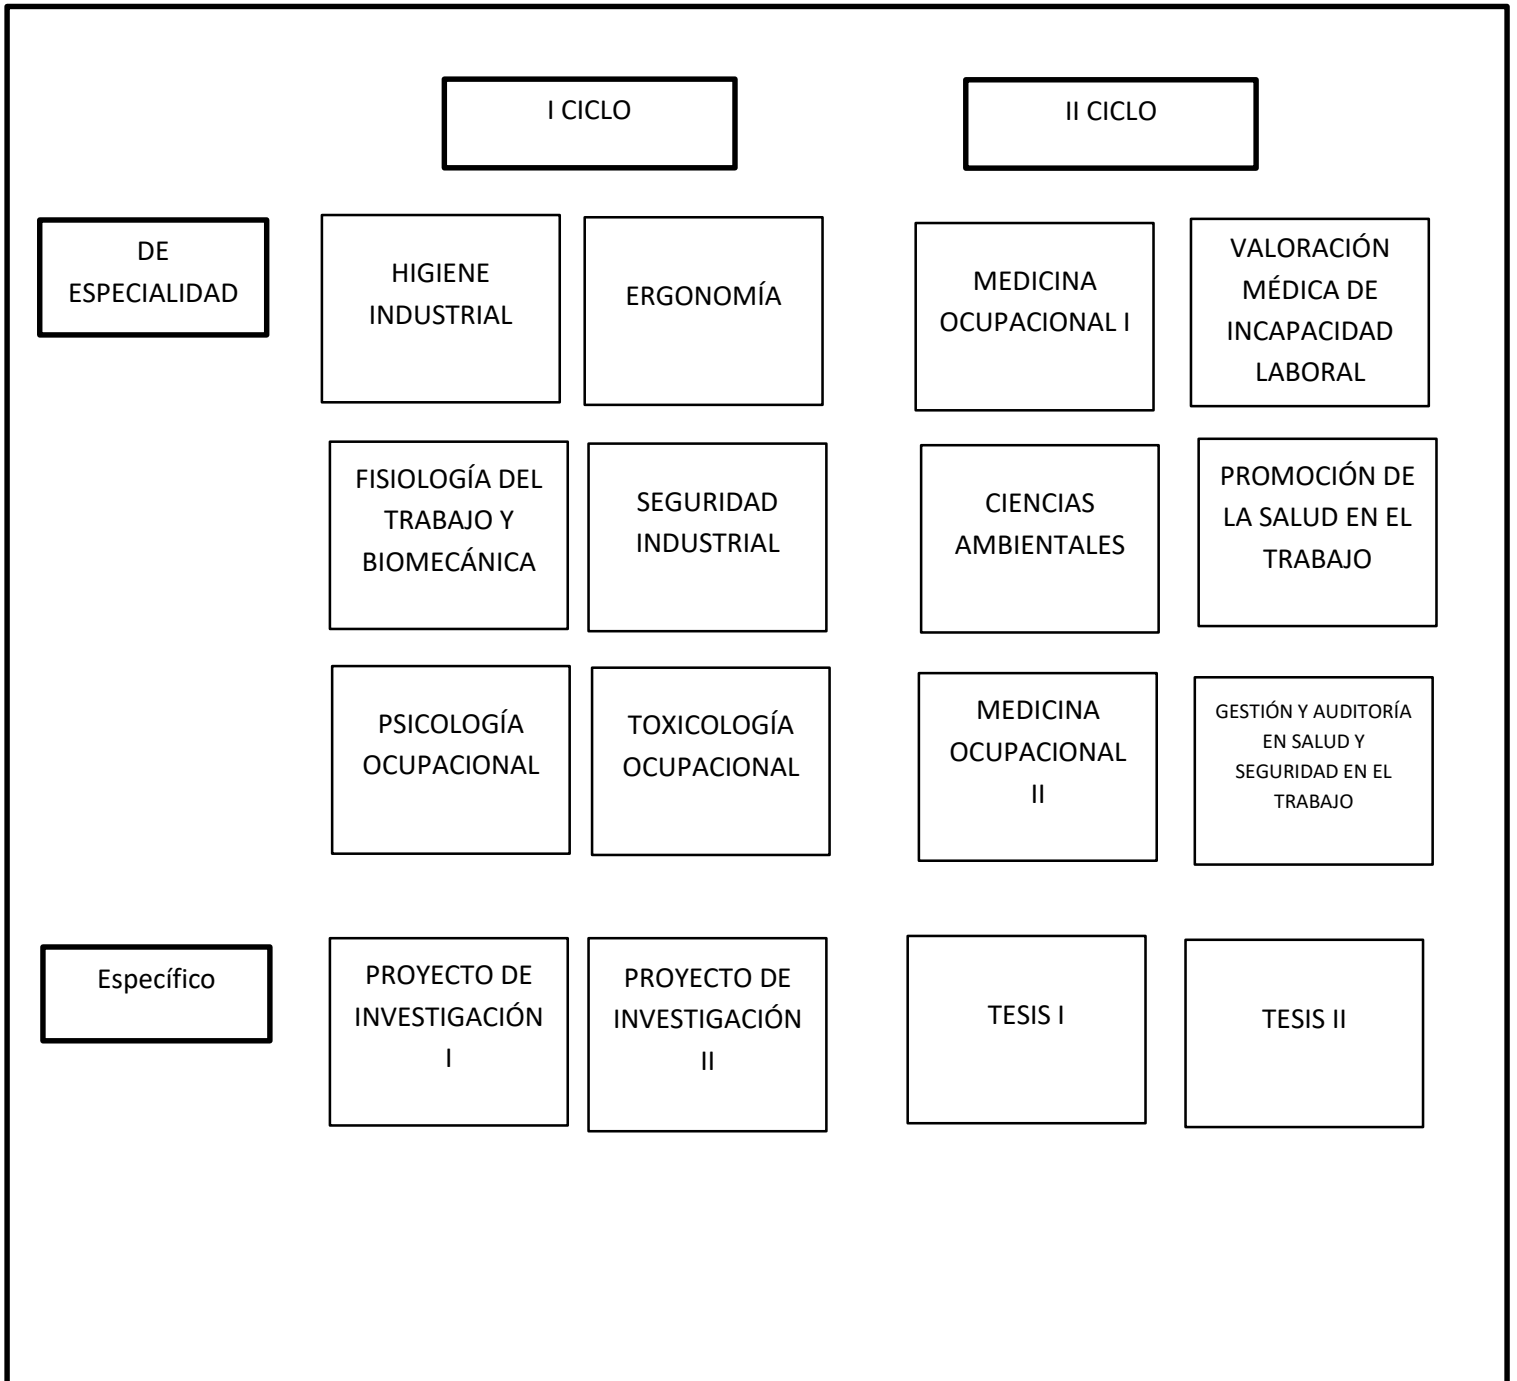 I CICLO
II CICLO
DE
ESPECIALIDAD
HIGIENE
INDUSTRIAL
ERGONOMÍA
MEDICINA
OCUPACIONAL I
VALORACIÓN
MÉDICA DE
INCAPACIDAD
LABORAL
FISIOLOGÍA DEL
TRABAJO Y
BIOMECÁNICA
SEGURIDAD
INDUSTRIAL
CIENCIAS
AMBIENTALES
PROMOCIÓN DE
LA SALUD EN EL
TRABAJO
PSICOLOGÍA
OCUPACIONAL
TOXICOLOGÍA
OCUPACIONAL
MEDICINA
OCUPACIONAL
II
GESTIÓN Y AUDITORÍA
EN SALUD Y
SEGURIDAD EN EL
TRABAJO
Específico
PROYECTO DE
INVESTIGACIÓN
I
PROYECTO DE
INVESTIGACIÓN
II
TESIS I
TESIS II